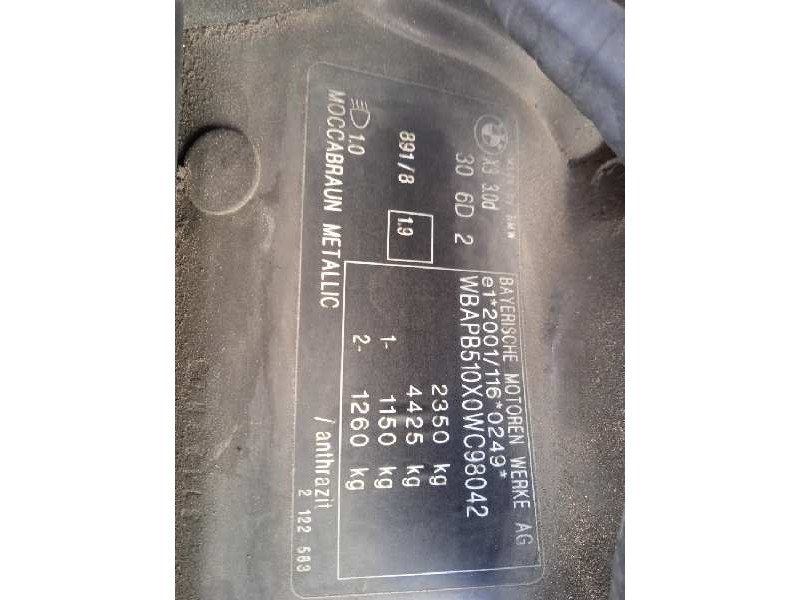 BMW
X3 3.0d
30 6D 2
891/8
1.9
1.0
MOCCABRAUN METALLIC
BAYERISCHE MOTOREN WERKE AG
e1*2001/116*0249*
WBAPB510X0WC98042
2350 kg
4425 kg
1- 1150 kg
2- 1260 kg
/anthrazit
2 122 583